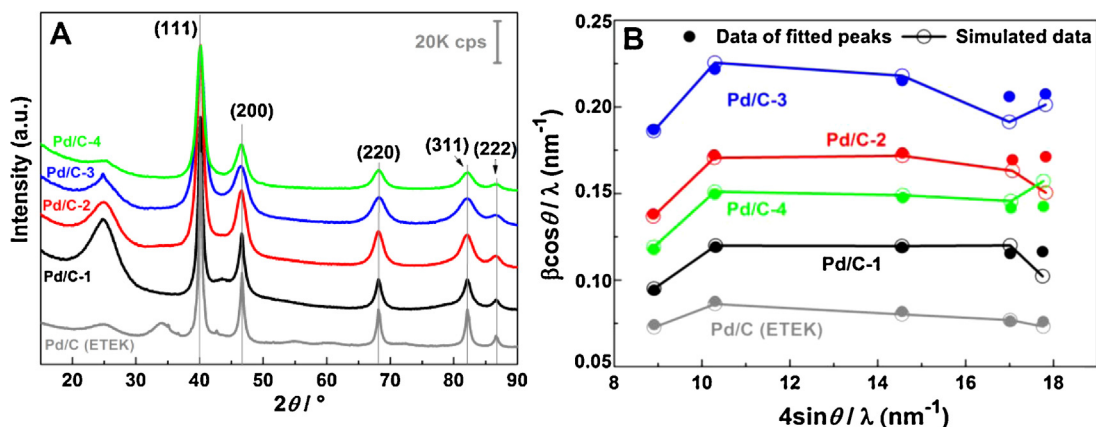 A
(111)
20K cps
(200)
(220)
(311)
(222)
Pd/C-4
Pd/C-3
Pd/C-2
Pd/C-1
Pd/C (ETEK)
Intensity (a.u.)
20 30 40 50 60 70 80 90
2θ / °
B
Data of fitted peaks
Simulated data
Pd/C-3
Pd/C-2
Pd/C-4
Pd/C-1
Pd/C (ETEK)
βcosθ / λ (nm⁻¹)
0.25
0.20
0.15
0.10
0.05
8 10 12 14 16 18
4sinθ / λ (nm⁻¹)